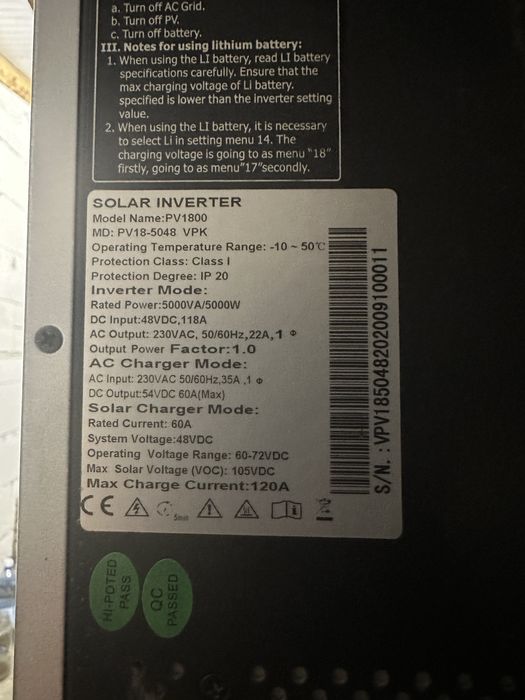 a. Turn off AC Grid.
b. Turn off PV.
c. Turn off battery.
III. Notes for using lithium battery:
1. When using the LI battery, read LI battery
specifications carefully. Ensure that the
max charging voltage of Li battery.
specified is lower than the inverter setting
value.
2. When using the LI battery, it is necessary
to select Li in setting menu 14. The
charging voltage is going to as menu "18"
firstly, going to as menu"17"secondly.
SOLAR INVERTER
Model Name:PV1800
MD: PV18-5048 VPK
Operating Temperature Range: -10 ~ 50℃
Protection Class: Class I
Protection Degree: IP 20
Inverter Mode:
Rated Power:5000VA/5000W
DC Input:48VDC,118A
AC Output: 230VAC, 50/60Hz,22A,1 Φ
Output Power Factor:1.0
AC Charger Mode:
AC Input: 230VAC 50/60Hz,35A ,1 Φ
DC Output:54VDC 60A(Max)
Solar Charger Mode:
Rated Current: 60A
System Voltage:48VDC
Operating Voltage Range: 60-72VDC
Max Solar Voltage (VOC): 105VDC
Max Charge Current:120A
CE
5min
S/N. : VPV18504820200910001​1
HI-POTED
PASS
QC
PASSED